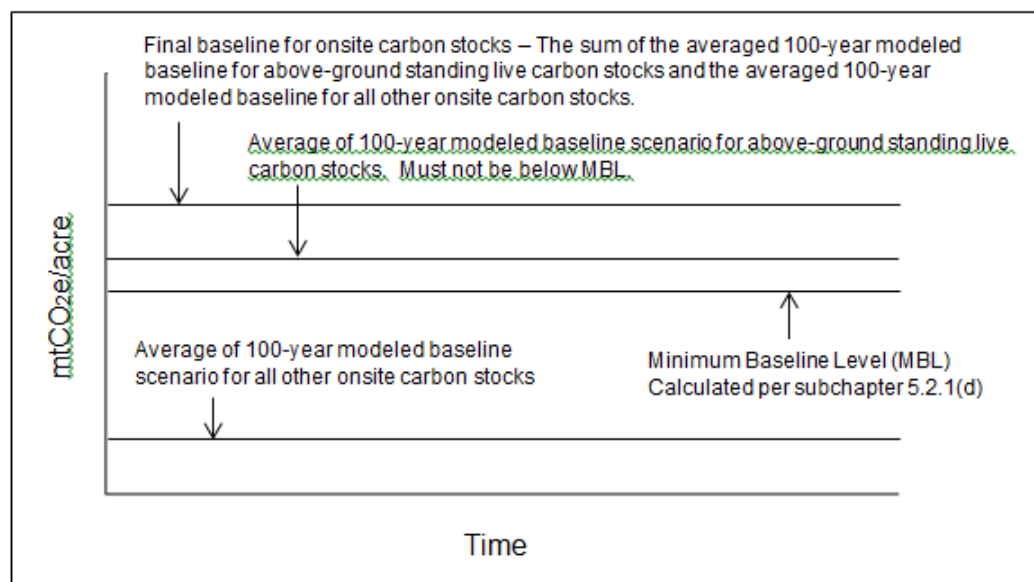 Final baseline for onsite carbon stocks – The sum of the averaged 100-year modeled
baseline for above-ground standing live carbon stocks and the averaged 100-year
modeled baseline for all other onsite carbon stocks.
Average of 100-year modeled baseline scenario for above-ground standing live
carbon stocks. Must not be below MBL.
mtCO2e/acre
Average of 100-year modeled baseline
scenario for all other onsite carbon stocks
Minimum Baseline Level (MBL)
Calculated per subchapter 5.2.1(d)
Time